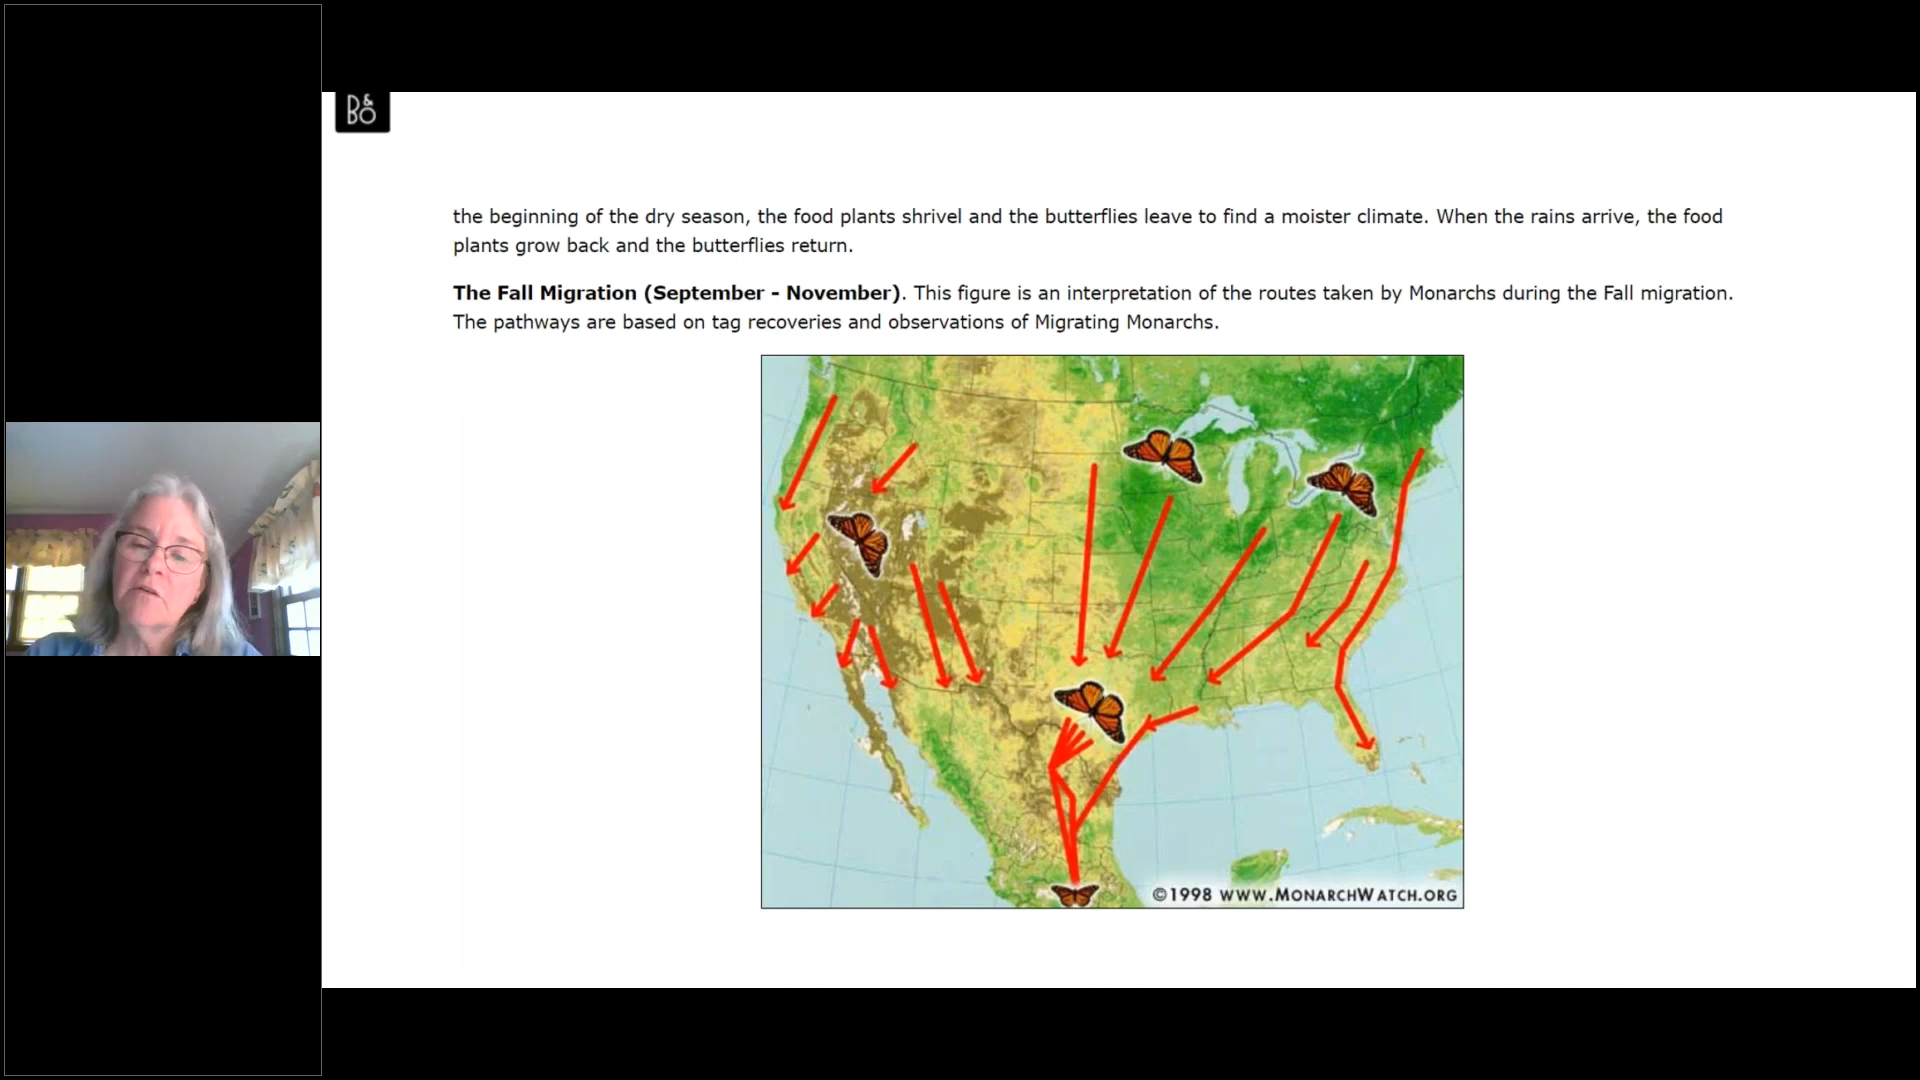 B&O
the beginning of the dry season, the food plants shrivel and the butterflies leave to find a moister climate. When the rains arrive, the food
plants grow back and the butterflies return.
The Fall Migration (September - November). This figure is an interpretation of the routes taken by Monarchs during the Fall migration.
The pathways are based on tag recoveries and observations of Migrating Monarchs.
©1998 WWW.MONARCHWATCH.ORG